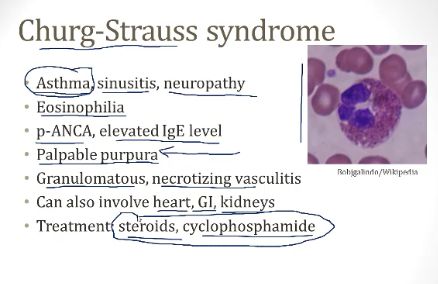 Churg-Strauss syndrome
• Asthma, sinusitis, neuropathy
• Eosinophilia
• p-ANCA, elevated IgE level
• Palpable purpura
Bobjgalindo/Wikipedia
• Granulomatous, necrotizing vasculitis
• Can also involve heart, GI, kidneys
• Treatment: steroids, cyclophosphamide